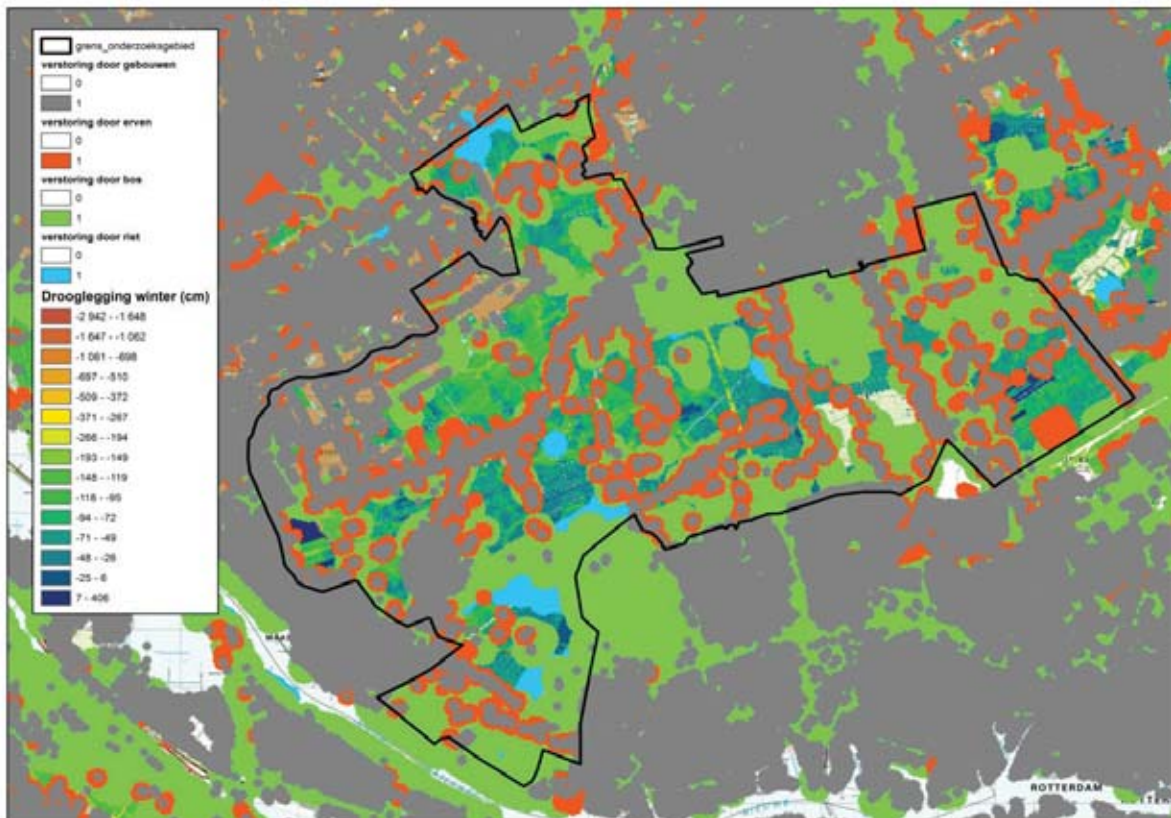 grens_onderzoeksgebied
verstoring door gebouwen
0
1
verstoring door erven
0
1
verstoring door bos
0
1
verstoring door riet
0
1
Drooglegging winter (cm)
-2 942 - -1 648
-1 647 - -1 062
-1 061 - -698
-697 - -510
-509 - -372
-371 - -267
-266 - -194
-193 - -149
-148 - -119
-118 - -95
-94 - -72
-71 - -49
-48 - -26
-25 - 6
7 - 406
MAAS
NIEUWE
ROTTERDAM